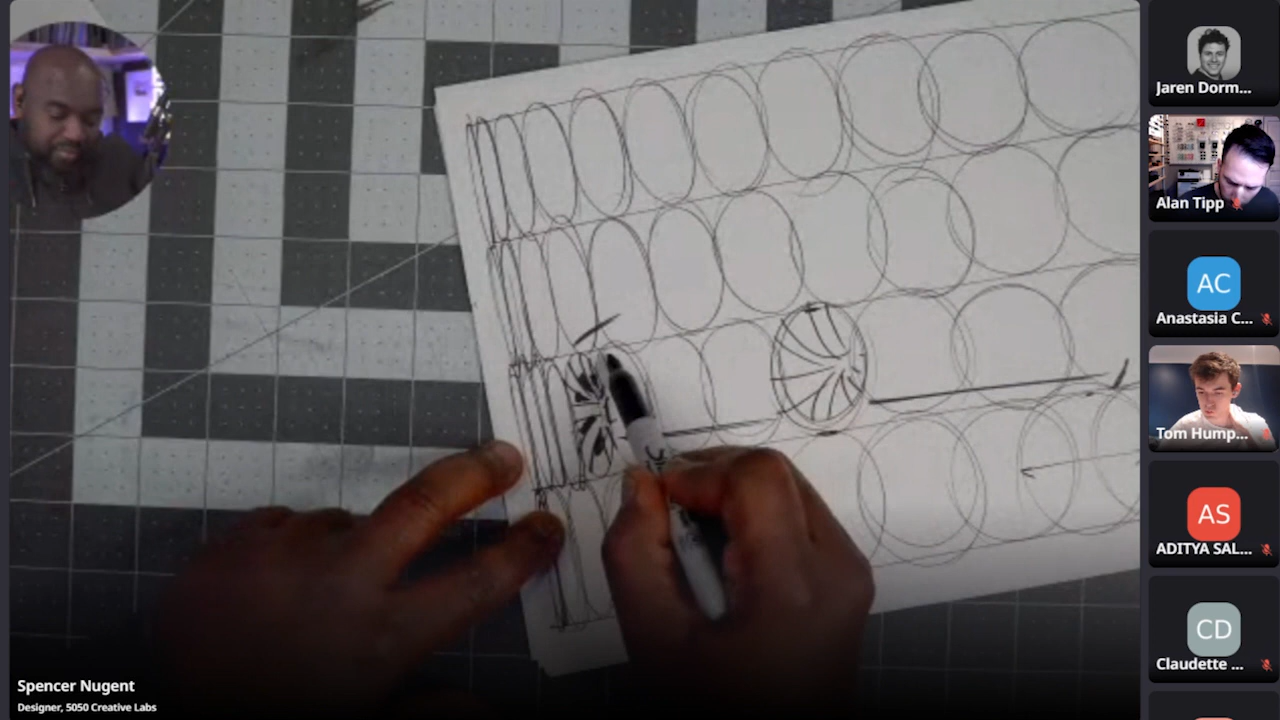 Jaren Dorm...
Alan Tipp
AC
Anastasia C...
Tom Hump...
AS
ADITYA SAL...
CD
Claudette ...
Spencer Nugent
Designer, 5050 Creative Labs